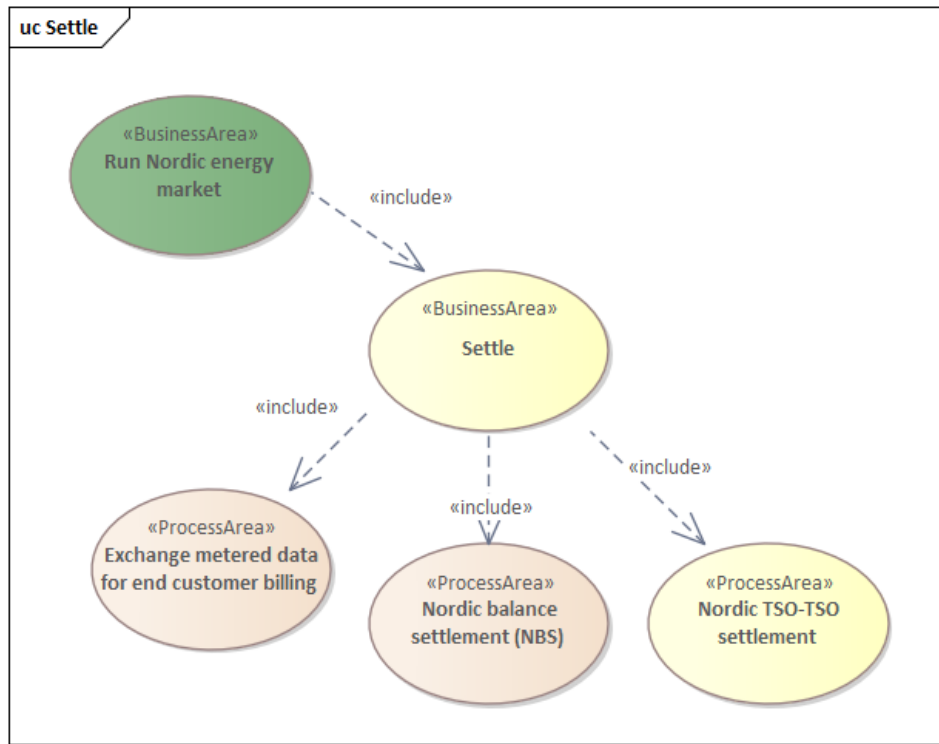 uc Settle
«BusinessArea»
Run Nordic energy
market
«include»
«BusinessArea»
Settle
«include»
«include»
«include»
«ProcessArea»
Exchange metered data
for end customer billing
«ProcessArea»
Nordic balance
settlement (NBS)
«ProcessArea»
Nordic TSO-TSO
settlement